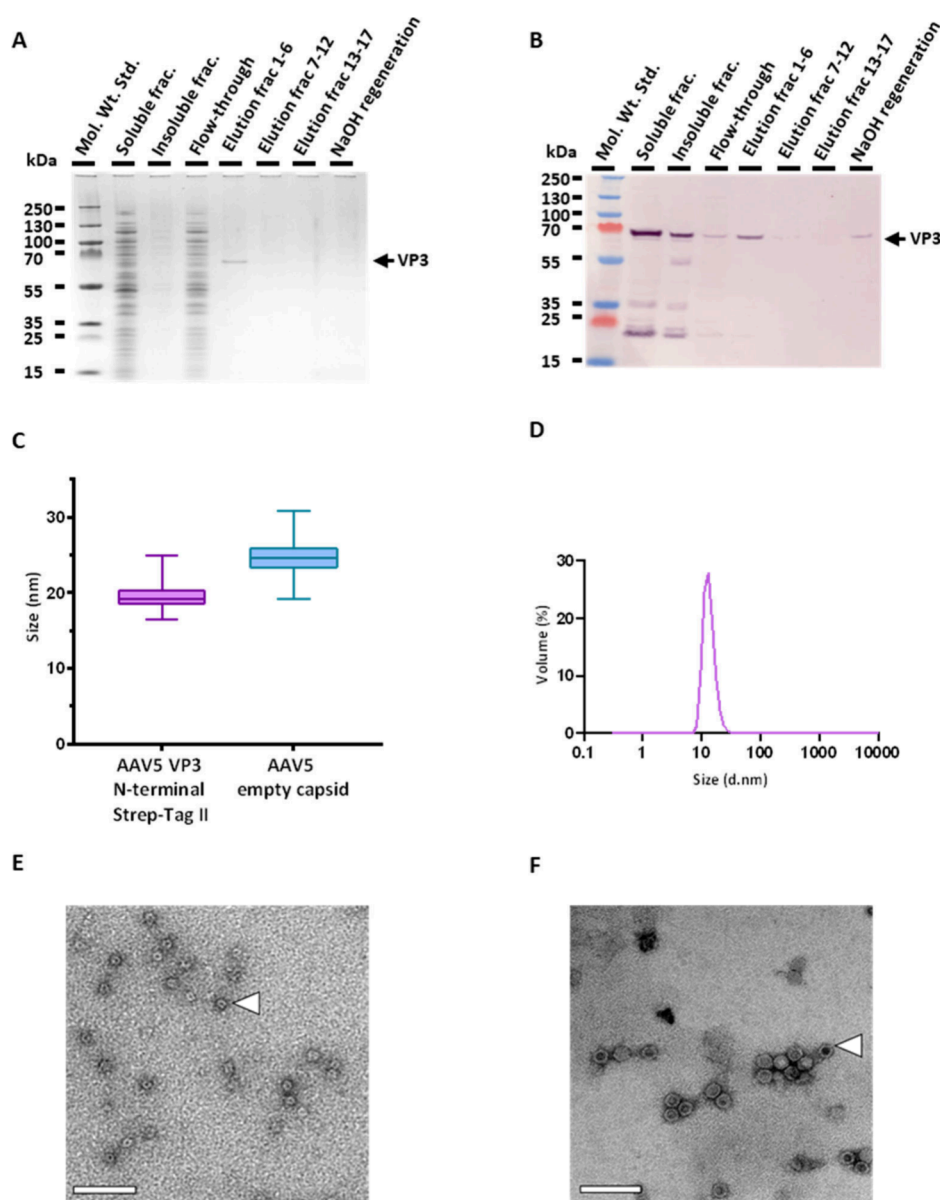 A
Mol. Wt. Std.
Soluble frac.
Insoluble frac.
Flow-through
Elution frac 1-6
Elution frac 7-12
Elution frac 13-17
NaOH regeneration
kDa
250
130
100
70
55
35
25
15
VP3
B
Mol. Wt. Std.
Soluble frac.
Insoluble frac.
Flow-through
Elution frac 1-6
Elution frac 7-12
Elution frac 13-17
NaOH regeneration
kDa
250
130
100
70
55
35
25
15
VP3
C
Size (nm)
30
20
10
0
AAV5 VP3
N-terminal
Strep-Tag II
AAV5
empty capsid
D
Volume (%)
30
20
10
0
0.1
1
10
100
1000
10000
Size (d.nm)
E
F